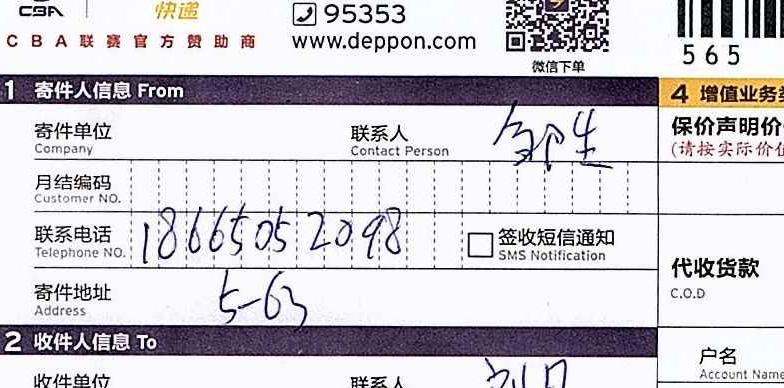 CBA 快递
95353
CBA联赛官方赞助商
www.deppon.com
微信下单
565
1 寄件人信息 From
4 增值业务
寄件单位
Company
联系人
Contact Person
邹生
保价声明价
(请按实际价值
月结编码
Customer NO.
联系电话
Telephone NO.
18665052098
签收短信通知
SMS Notification
代收货款
C.O.D
寄件地址
Address
5-63
2 收件人信息 To
户名
Account Name
收件单位
联系人